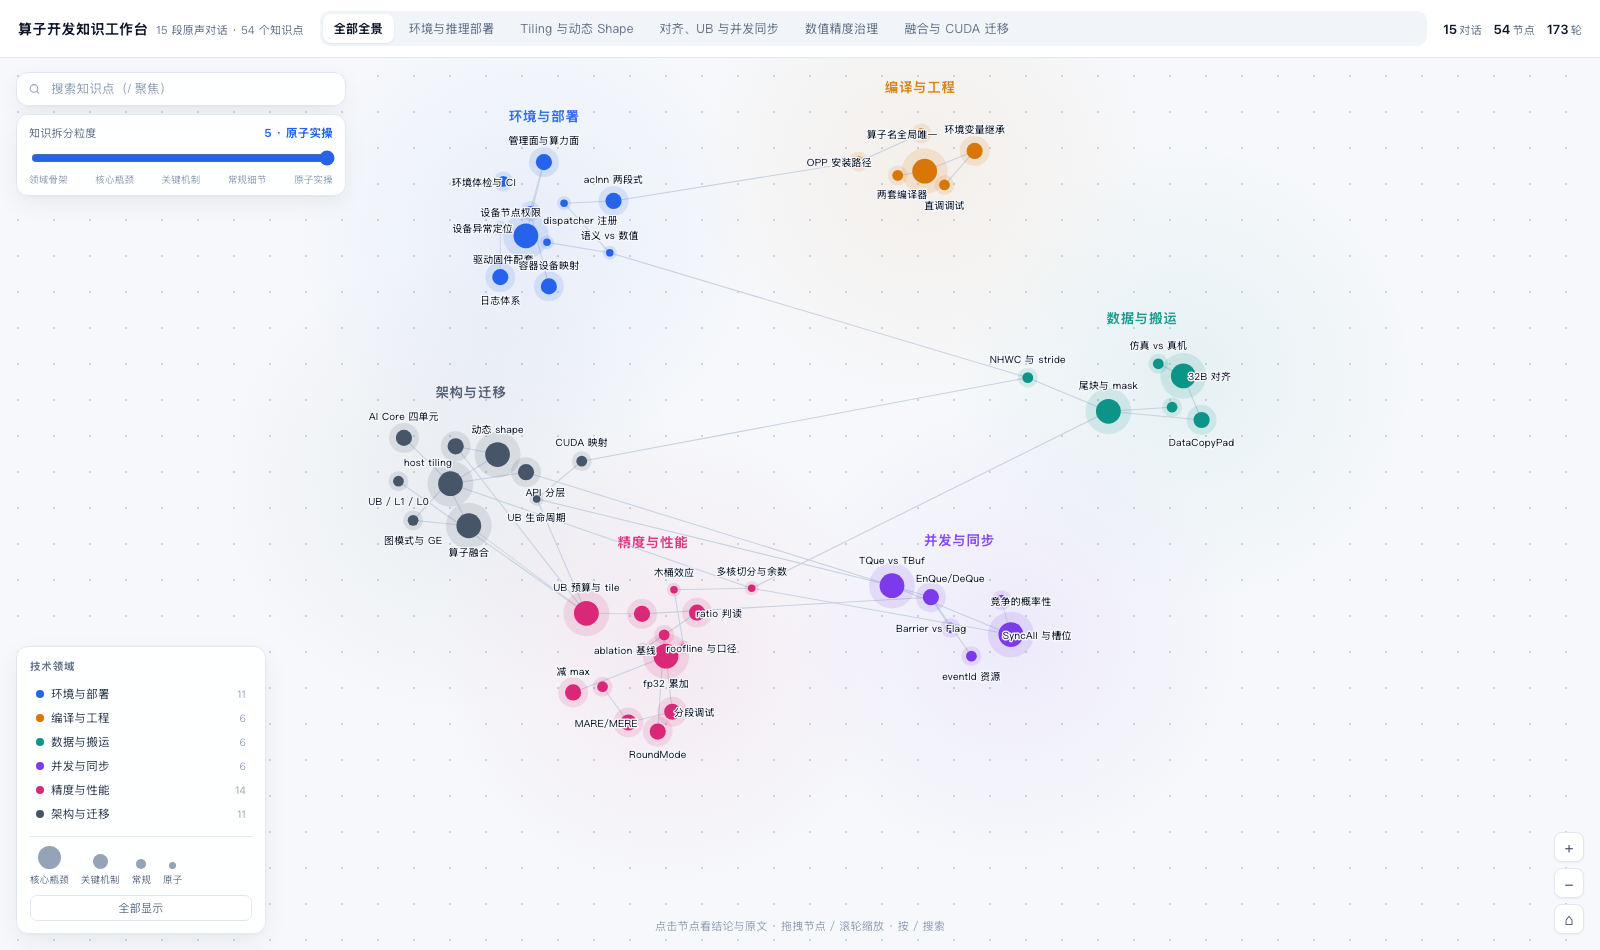 算子开发知识工作台 15 段原声对话 · 54 个知识点
全部全景 环境与推理部署 Tiling 与动态 Shape 对齐、UB 与并发同步 数值精度治理 融合与 CUDA 迁移
15 对话 54 节点 173 轮
搜索知识点（/ 聚焦）
知识拆分粒度 5 · 原子实操
领域骨架 核心瓶颈 关键机制 常规细节 原子实操
环境与部署
管理面与算力面
环境体检与 CI
aclnn 两段式
设备节点权限
dispatcher 注册
设备异常定位
语义 vs 数值
驱动固件配套
容器设备映射
日志体系
编译与工程
算子名全局唯一
环境变量继承
OPP 安装路径
两套编译器
直调调试
数据与搬运
仿真 vs 真机
NHWC 与 stride
32B 对齐
尾块与 mask
DataCopyPad
架构与迁移
AI Core 四单元
动态 shape
CUDA 映射
host tiling
API 分层
UB / L1 / L0
UB 生命周期
图模式与 GE
算子融合
精度与性能
木桶效应
多核切分与余数
UB 预算与 tile
ratio 判读
ablation 基线
roofline 与口径
减 max
fp32 累加
分段调试
MARE/MERE
RoundMode
并发与同步
TQue vs TBuf
EnQue/DeQue
竞争的概率性
Barrier vs Flag
SyncAll 与槽位
eventId 资源
技术领域
环境与部署 11
编译与工程 6
数据与搬运 6
并发与同步 6
精度与性能 14
架构与迁移 11
核心瓶颈 关键机制 常规 原子
全部显示
点击节点看结论与原文 · 拖拽节点 / 滚轮缩放 · 按 / 搜索
+
−